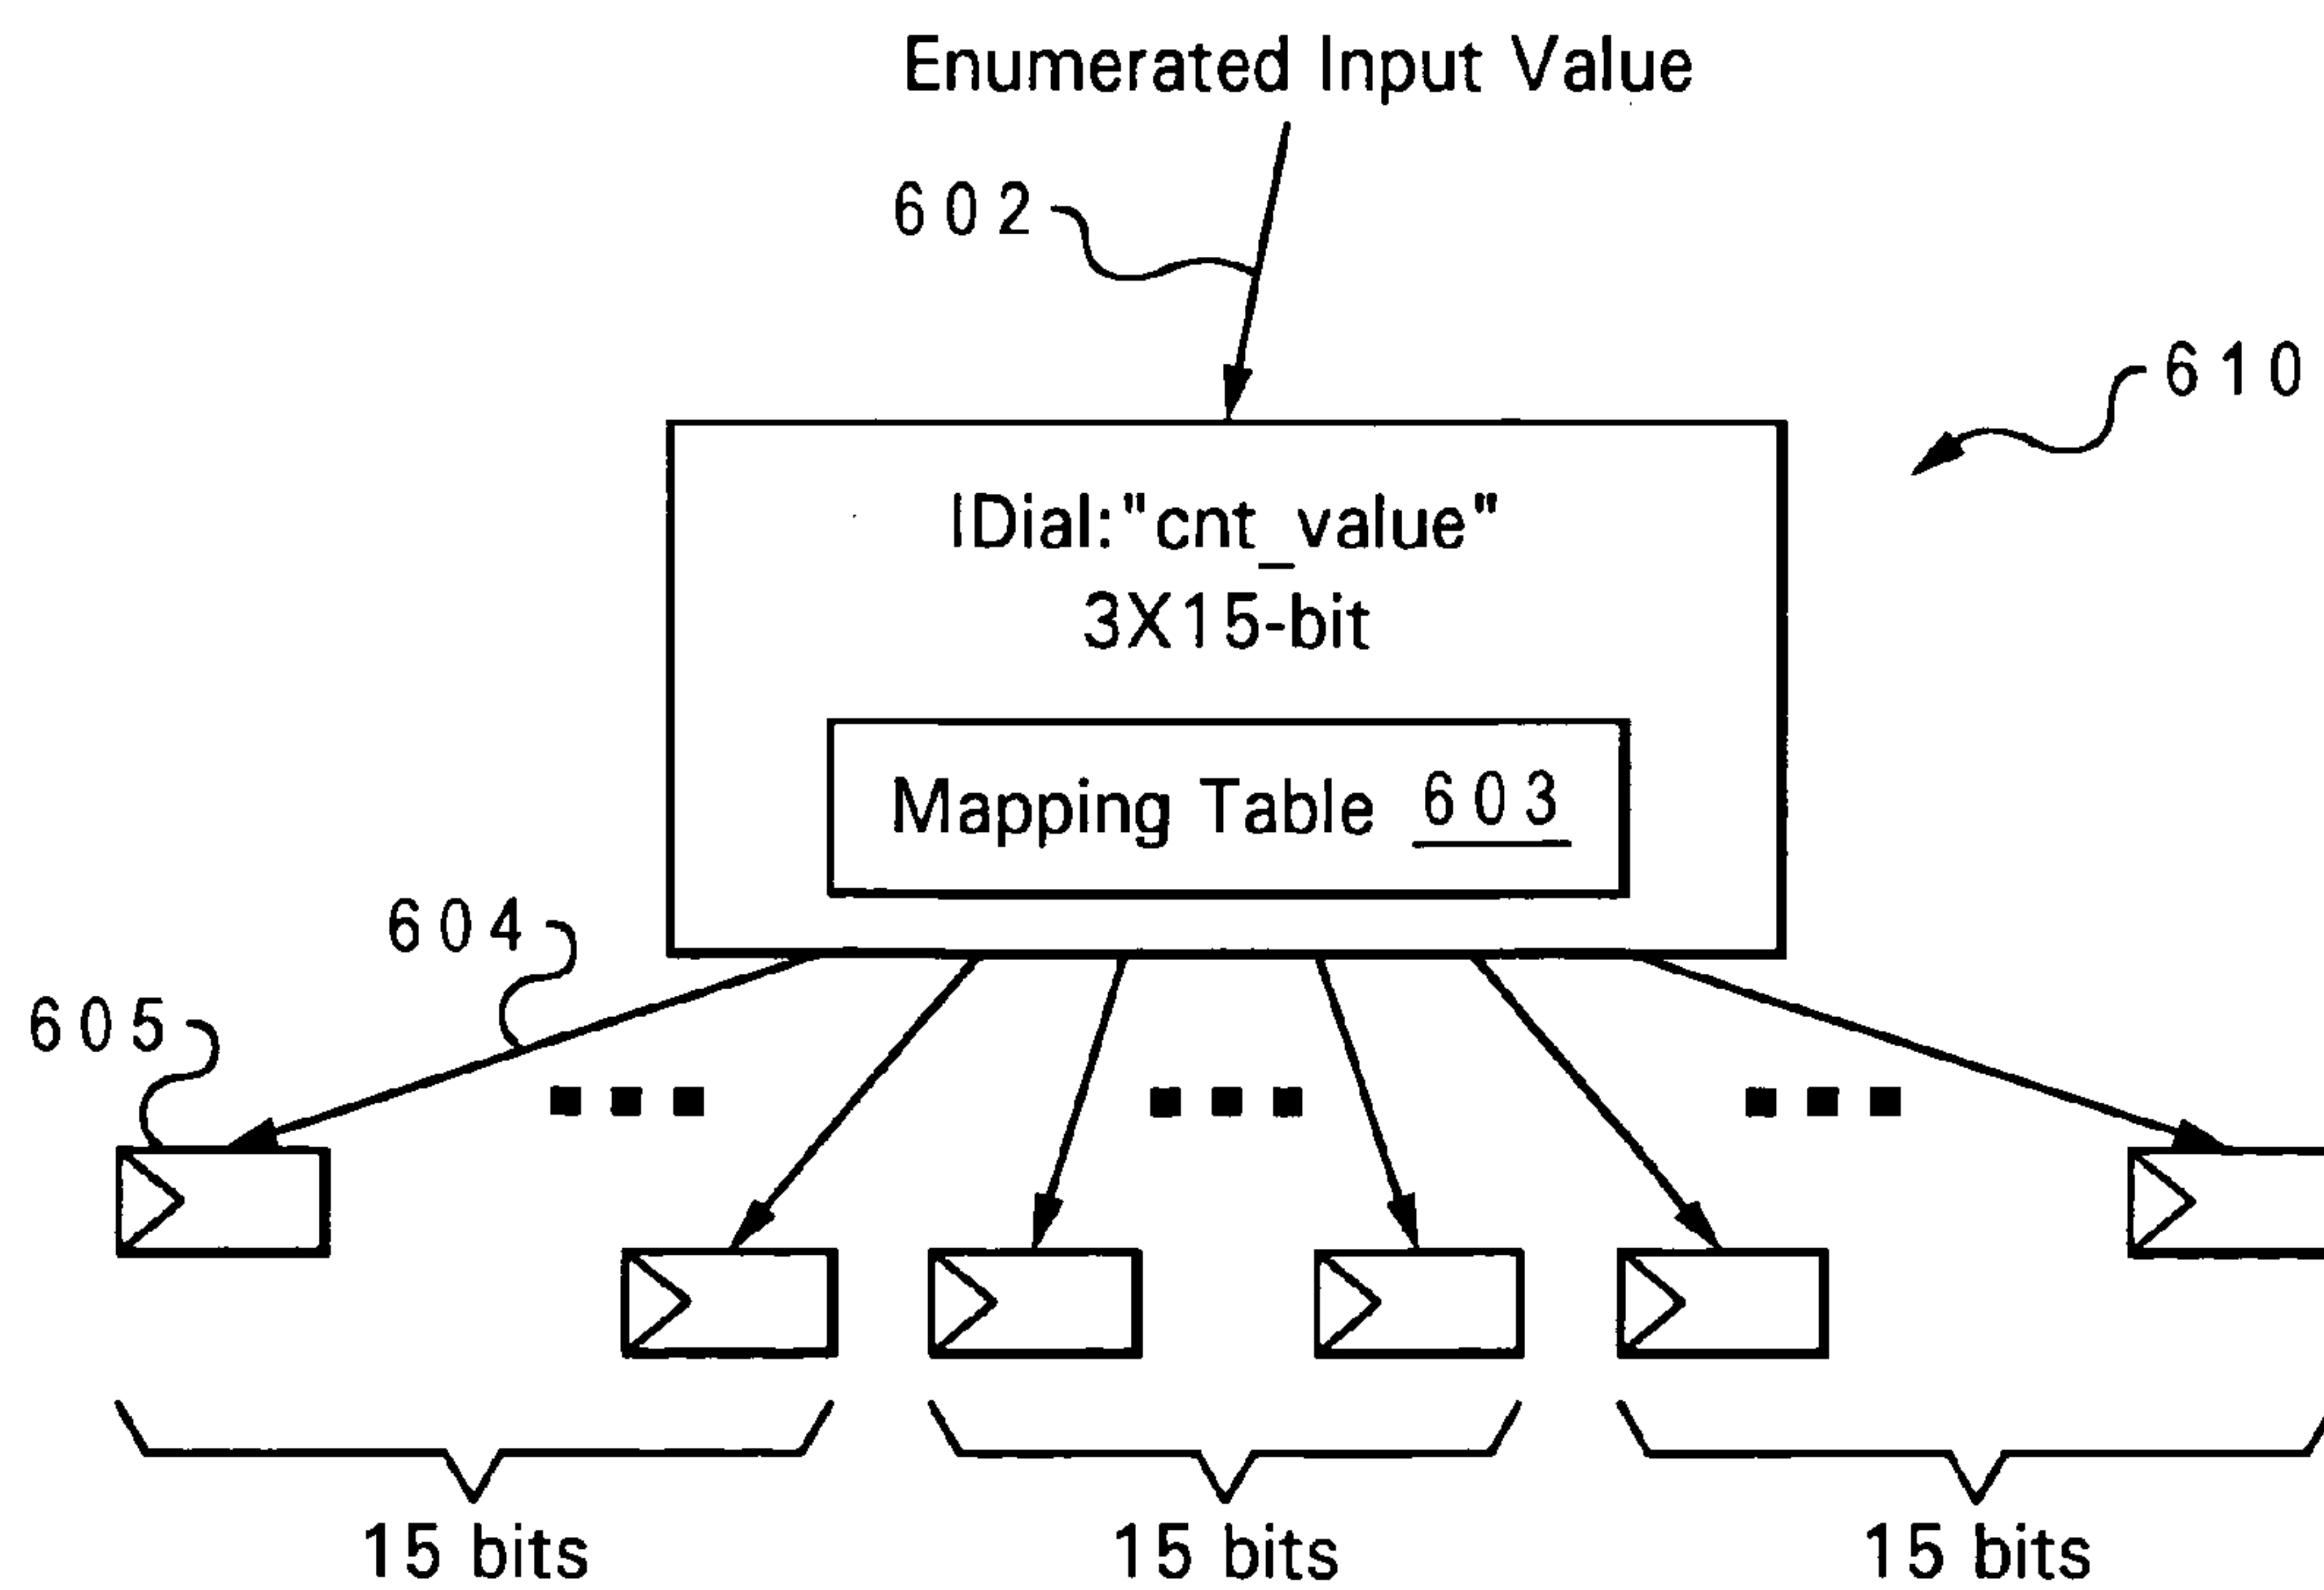 Enumerated Input Value
602
610
IDial:"cnt_value"
3X15-bit
Mapping Table 603
604
605
15 bits 15 bits 15 bits